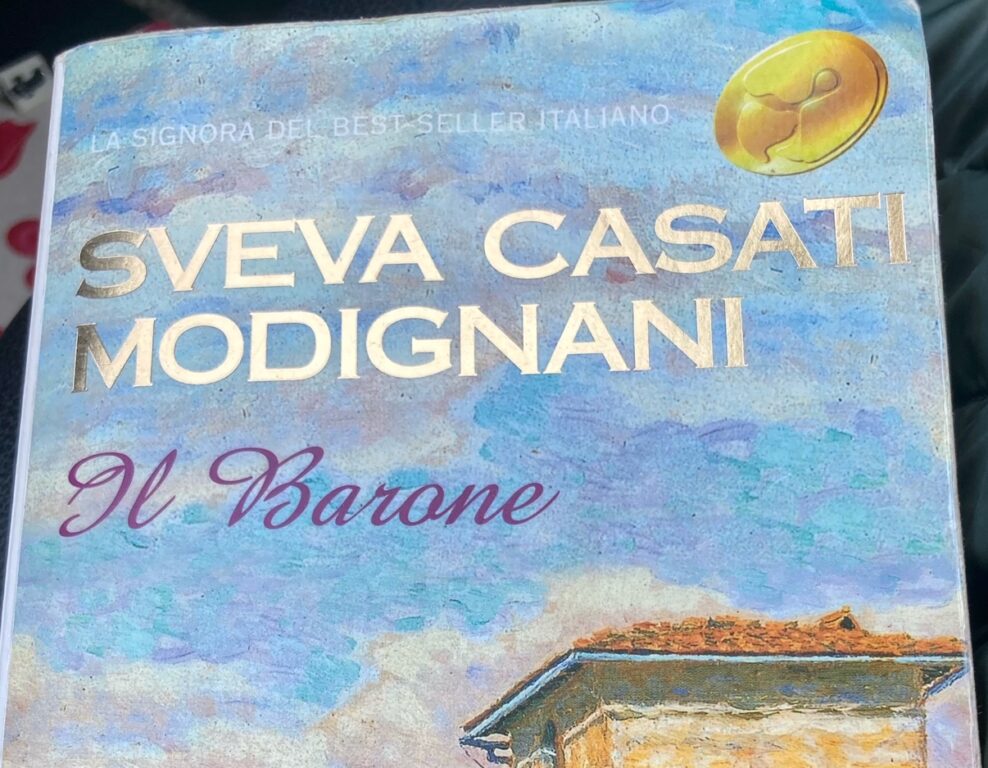 LA SIGNORA DEL BEST SELLER ITALIANO
SVEVA CASATI
MODIGNANI
Il Barone